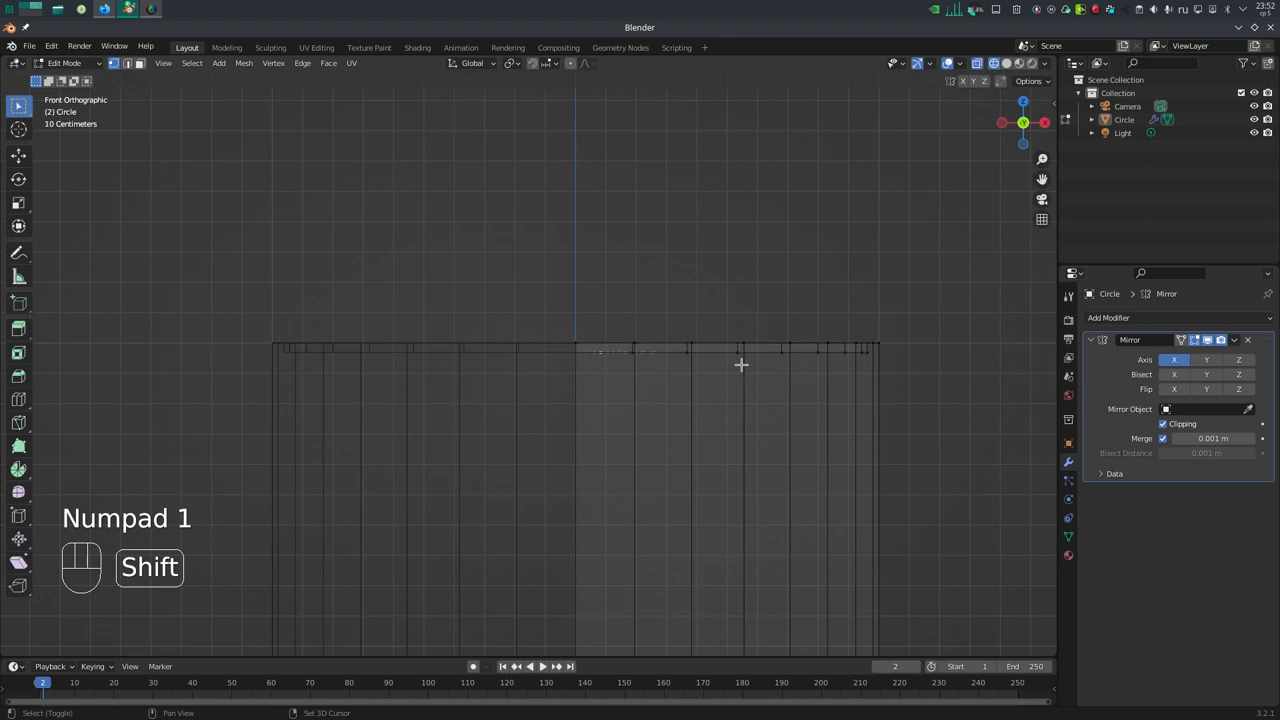 23:52
ru
ср 5
Blender
File Edit Render Window Help
Layout Modeling Sculpting UV Editing Texture Paint Shading Animation Rendering Compositing Geometry Nodes Scripting +
Scene
ViewLayer
Edit Mode View Select Add Mesh Vertex Edge Face UV
Global
X Y Z Options
Front Orthographic
(2) Circle
10 Centimeters
Z
Y
X
Scene Collection
Collection
Camera
Circle
Light
Circle > Mirror
Add Modifier
Mirror
Axis X Y Z
Bisect X Y Z
Flip X Y Z
Mirror Object
Clipping
Merge 0.001 m
Bisect Distance 0.001 m
Data
Numpad 1
Shift
Playback Keying View Marker
2 Start 1 End 250
2 10 20 30 40 50 60 70 80 90 100 110 120 130 140 150 160 170 180 190 200 210 220 230 240 250
Select (Toggle) Pan View Set 3D Cursor 3.2.1